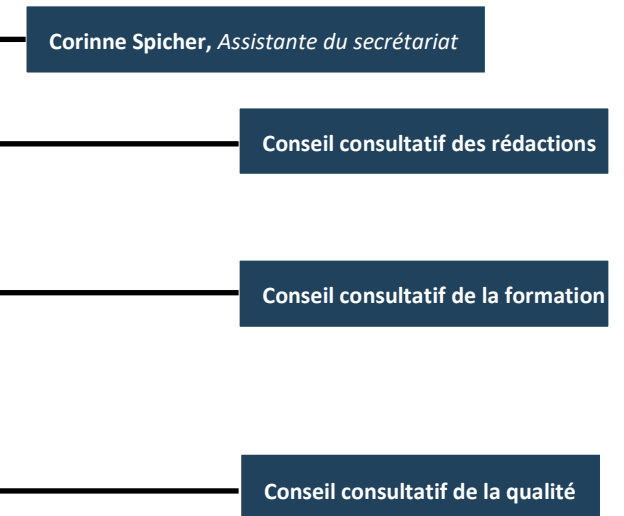 Corinne Spicher, Assistante du secrétariat
Conseil consultatif des rédactions
Conseil consultatif de la formation
Conseil consultatif de la qualité